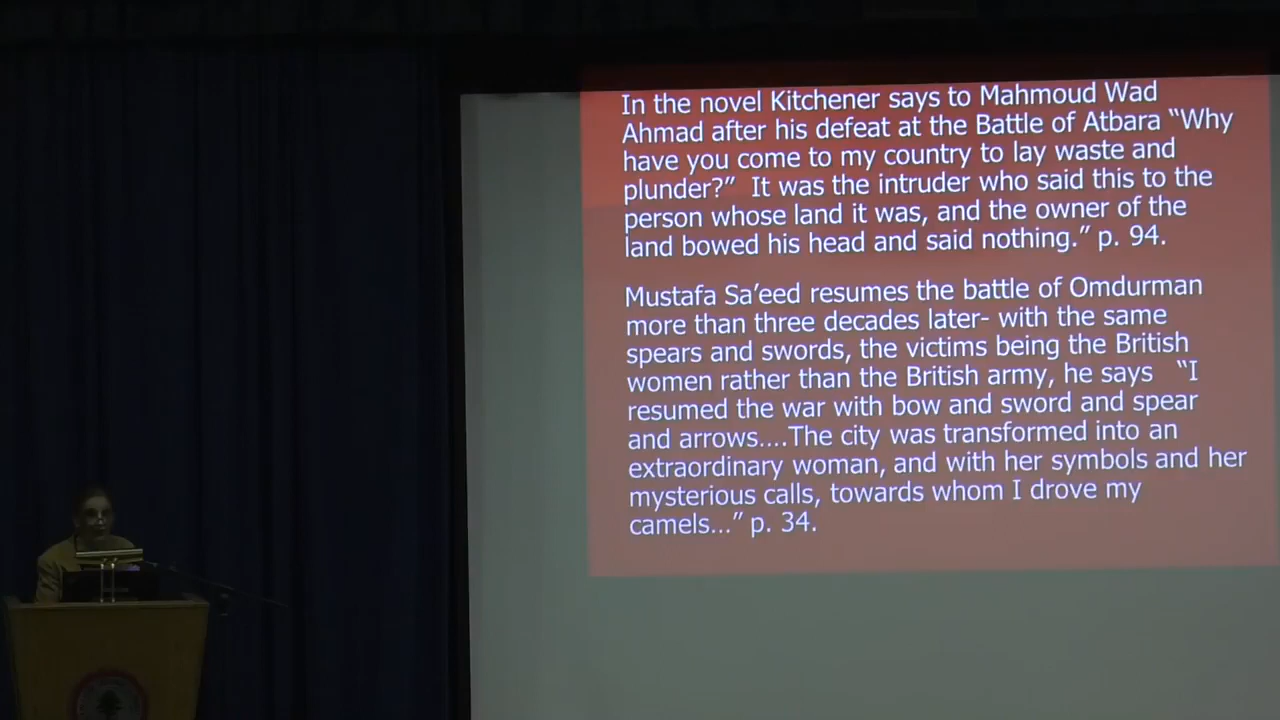 In the novel Kitchener says to Mahmoud Wad
Ahmad after his defeat at the Battle of Atbara “Why
have you come to my country to lay waste and
plunder?” It was the intruder who said this to the
person whose land it was, and the owner of the
land bowed his head and said nothing.” p. 94.
Mustafa Sa’eed resumes the battle of Omdurman
more than three decades later- with the same
spears and swords, the victims being the British
women rather than the British army, he says “I
resumed the war with bow and sword and spear
and arrows....The city was transformed into an
extraordinary woman, and with her symbols and her
mysterious calls, towards whom I drove my
camels...” p. 34.